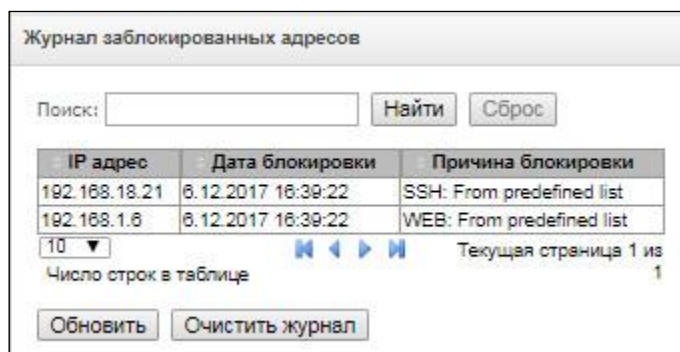 Журнал заблокированных адресов
Поиск: Найти Сброс
IP адрес Дата блокировки Причина блокировки
192.168.18.21 6.12.2017 16:39:22 SSH: From predefined list
192.168.1.6 6.12.2017 16:39:22 WEB: From predefined list
10 Текущая страница 1 из
Число строк в таблице 1
Обновить Очистить журнал